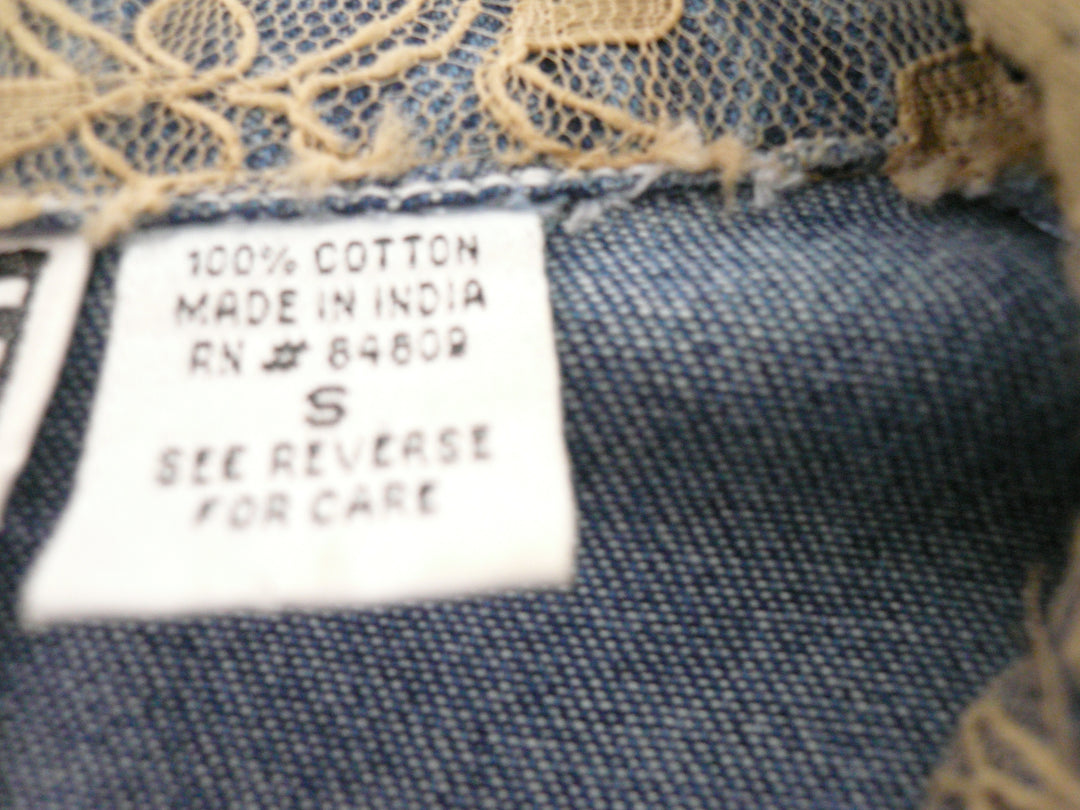 100% COTTON
MADE IN INDIA
RN # 84809
S
SEE REVERSE
FOR CARE